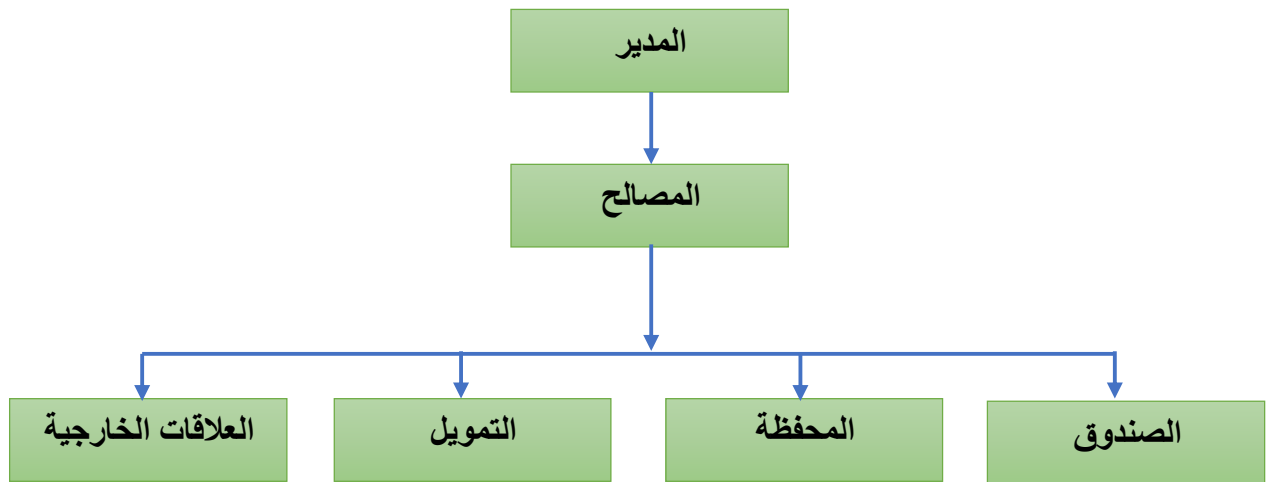 المدير
المصالح
الصندوق
المحفظة
التمويل
العلاقات الخارجية